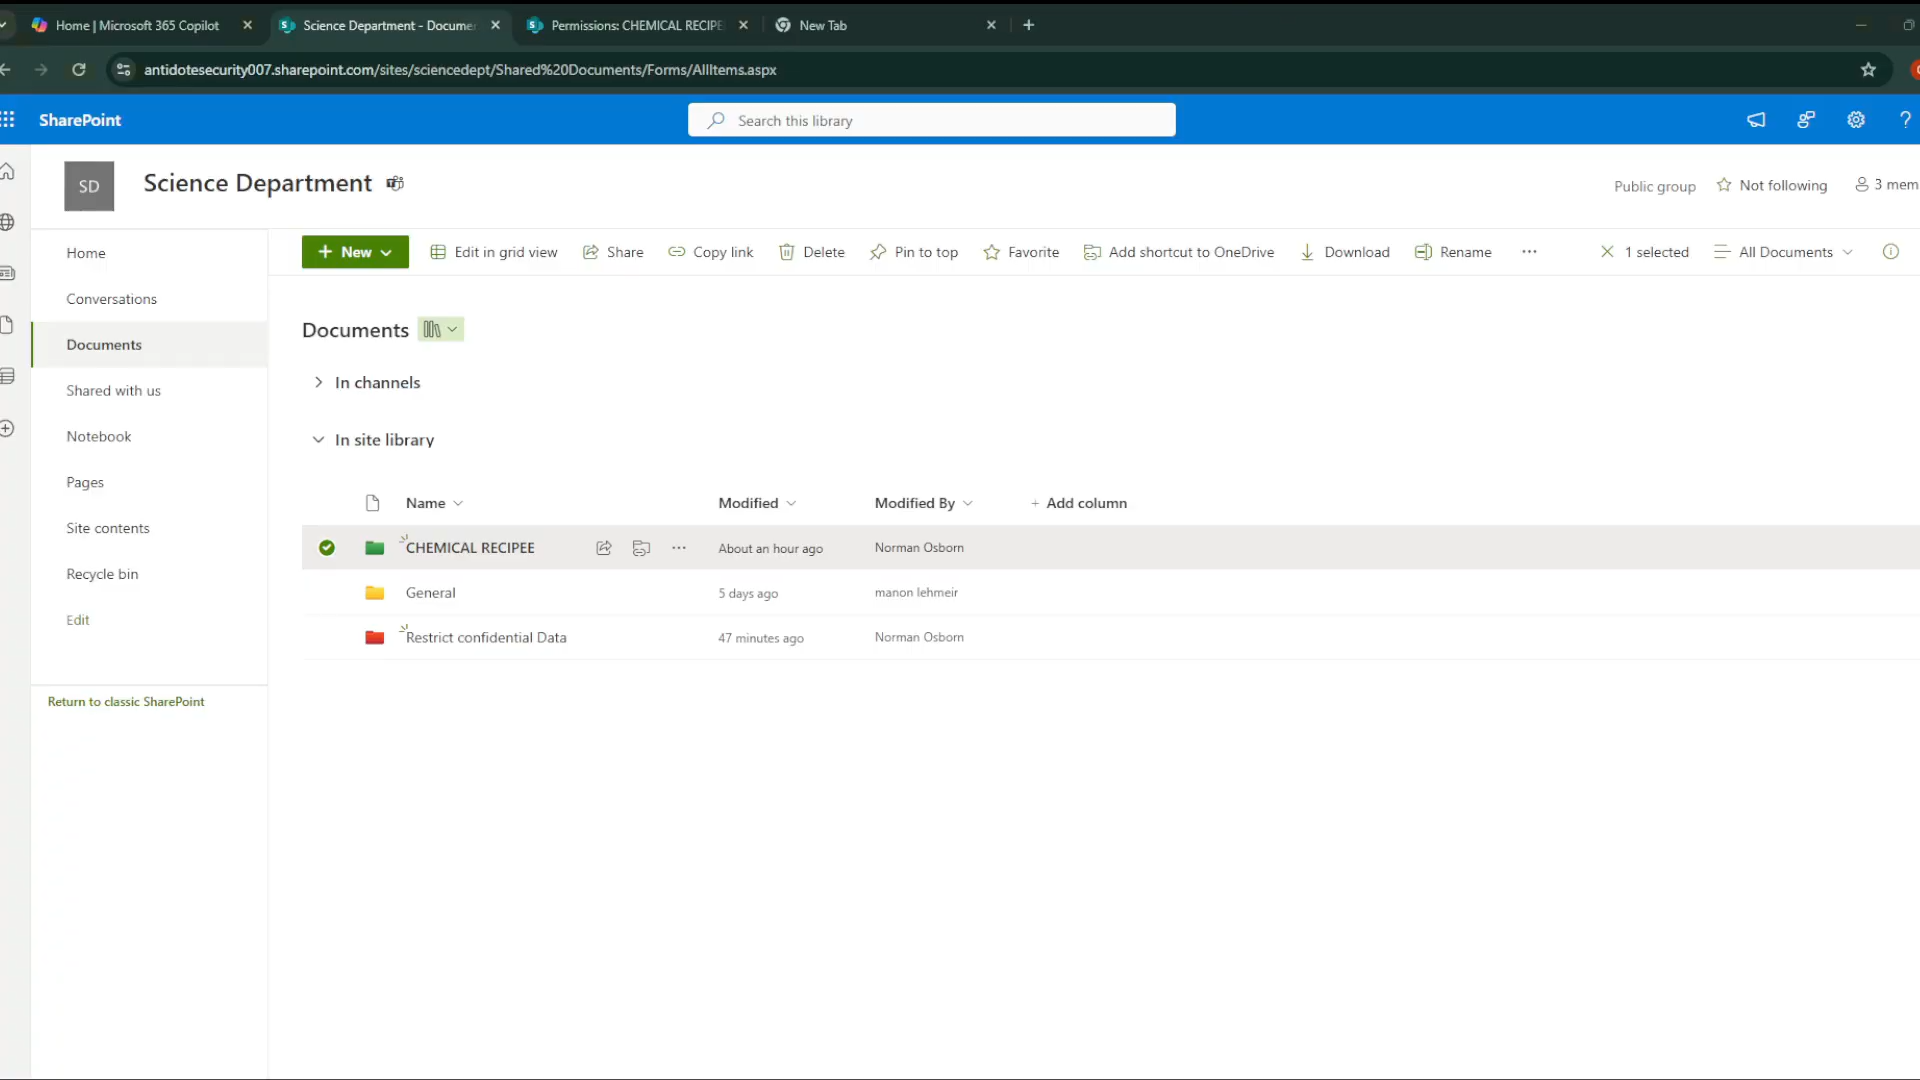 Home | Microsoft 365 Copilot
Science Department - Docume
Permissions: CHEMICAL RECIPE
New Tab
antidotesecurity007.sharepoint.com/sites/sciencedept/Shared%20Documents/Forms/AllItems.aspx
SharePoint
Search this library
SD
Science Department
Public group
Not following
3 mem
Home
Conversations
Documents
Shared with us
Notebook
Pages
Site contents
Recycle bin
Edit
Return to classic SharePoint
+ New
Edit in grid view
Share
Copy link
Delete
Pin to top
Favorite
Add shortcut to OneDrive
Download
Rename
1 selected
All Documents
Documents
In channels
In site library
Name Modified Modified By + Add column
CHEMICAL RECIPEE About an hour ago Norman Osborn
General 5 days ago manon lehmeir
Restrict confidential Data 47 minutes ago Norman Osborn